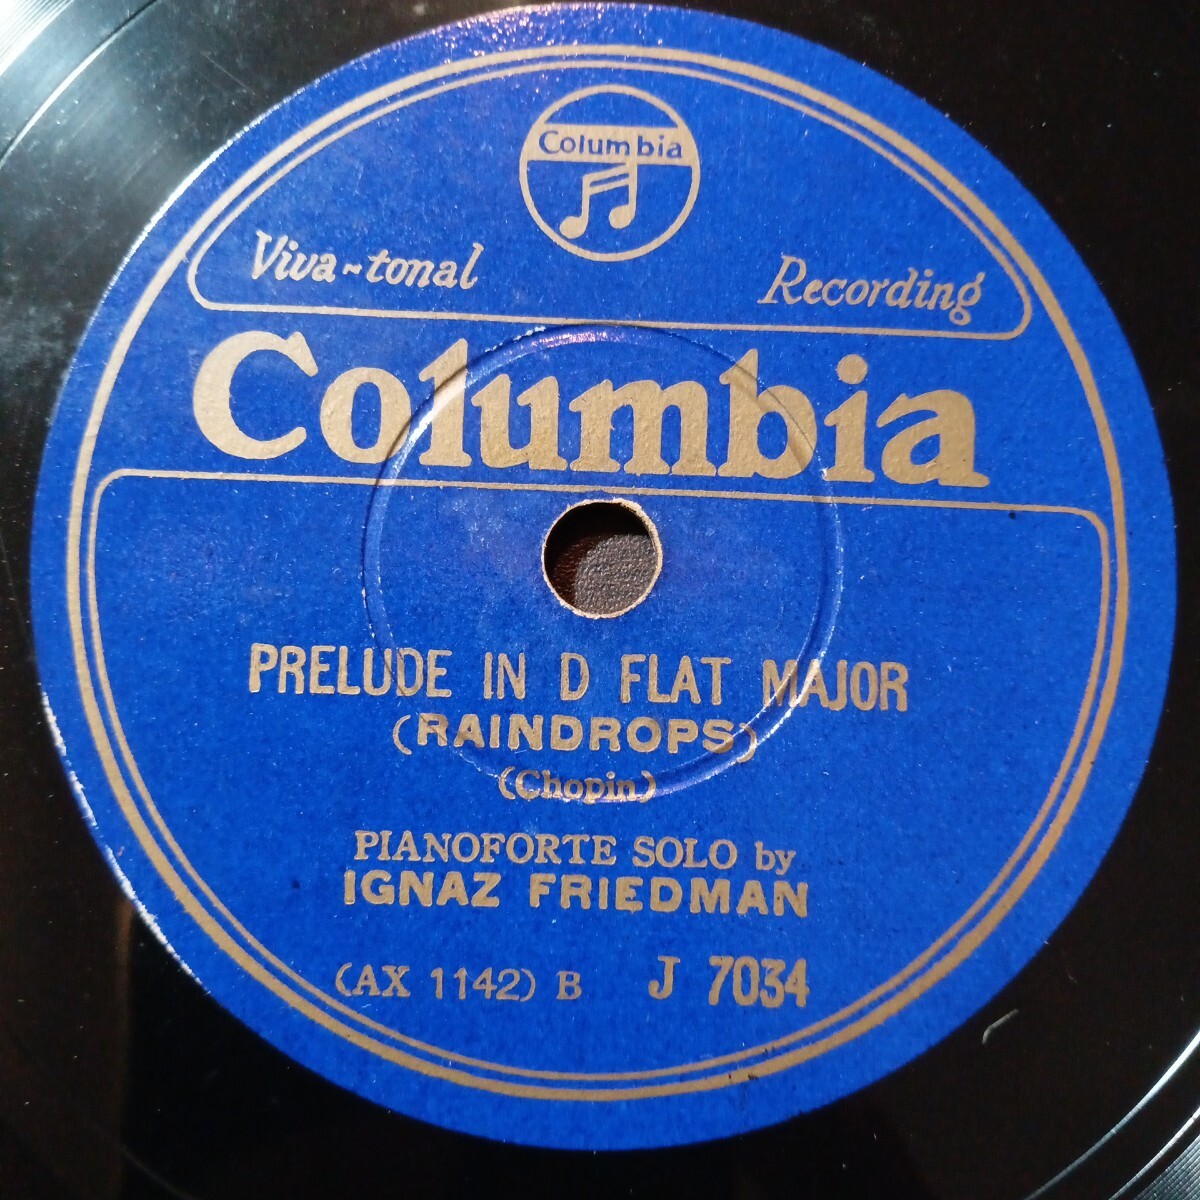 Columbia
Viva-tonal Recording
Columbia
PRELUDE IN D FLAT MAJOR
(RAINDROPS)
(Chopin)
PIANOFORTE SOLO by
IGNAZ FRIEDMAN
(AX 1142) B J 7034